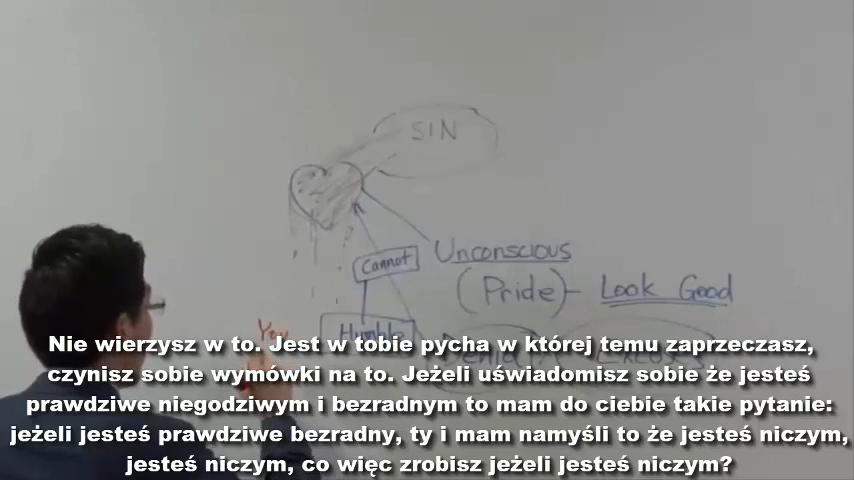 SIN
Unconscious
Cannot
(Pride) - Look Good
You
Humble
Denial
Nie wierzysz w to. Jest w tobie pycha w której temu zaprzeczasz,
czynisz sobie wymówki na to. Jeżeli uświadomisz sobie że jesteś
prawdziwe niegodziwym i bezradnym to mam do ciebie takie pytanie:
jeżeli jesteś prawdziwe bezradny, ty i mam namyśli to że jesteś niczym,
jesteś niczym, co więc zrobisz jeżeli jesteś niczym?